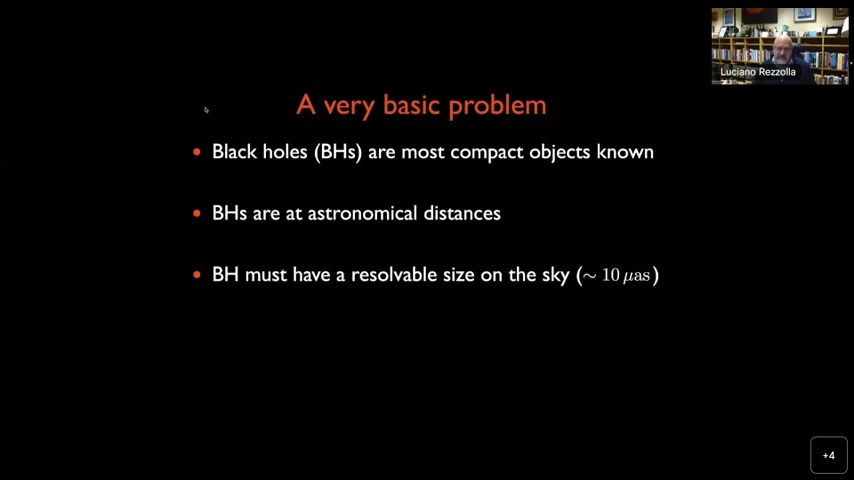 Luciano Rezzolla
A very basic problem
• Black holes (BHs) are most compact objects known
• BHs are at astronomical distances
• BH must have a resolvable size on the sky (∼ 10 μas)
+4